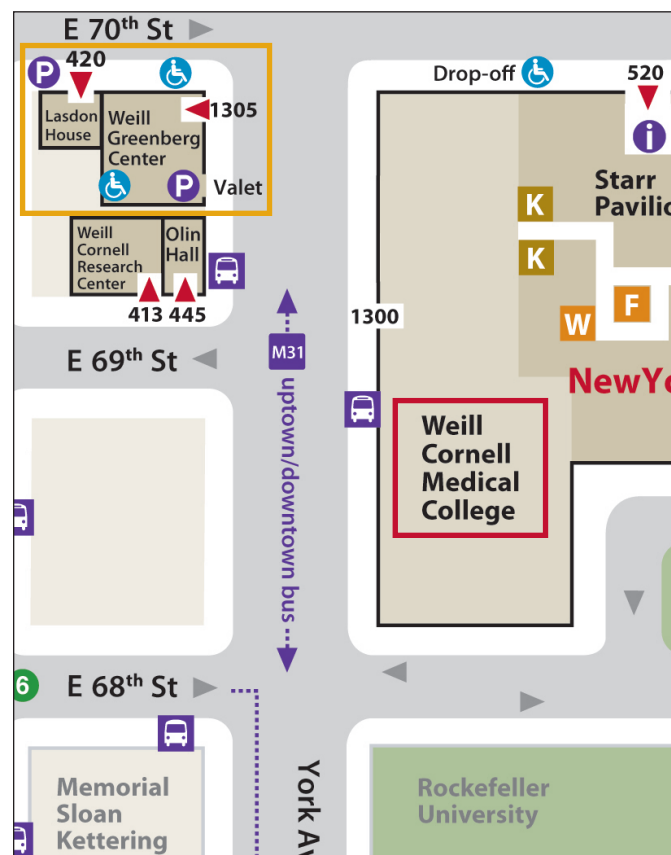 E 70th St
P
420
1305
Lasdon
House
Weill
Greenberg
Center
P
Valet
Weill
Cornell
Research
Center
Olin
Hall
413
445
E 69th St
M31
uptown/downtown bus
Drop-off
520
i
Starr
K
K
W
F
1300
Weill
Cornell
Medical
College
6
E 68th St
Memorial
Sloan
Kettering
York
Rockefeller
University